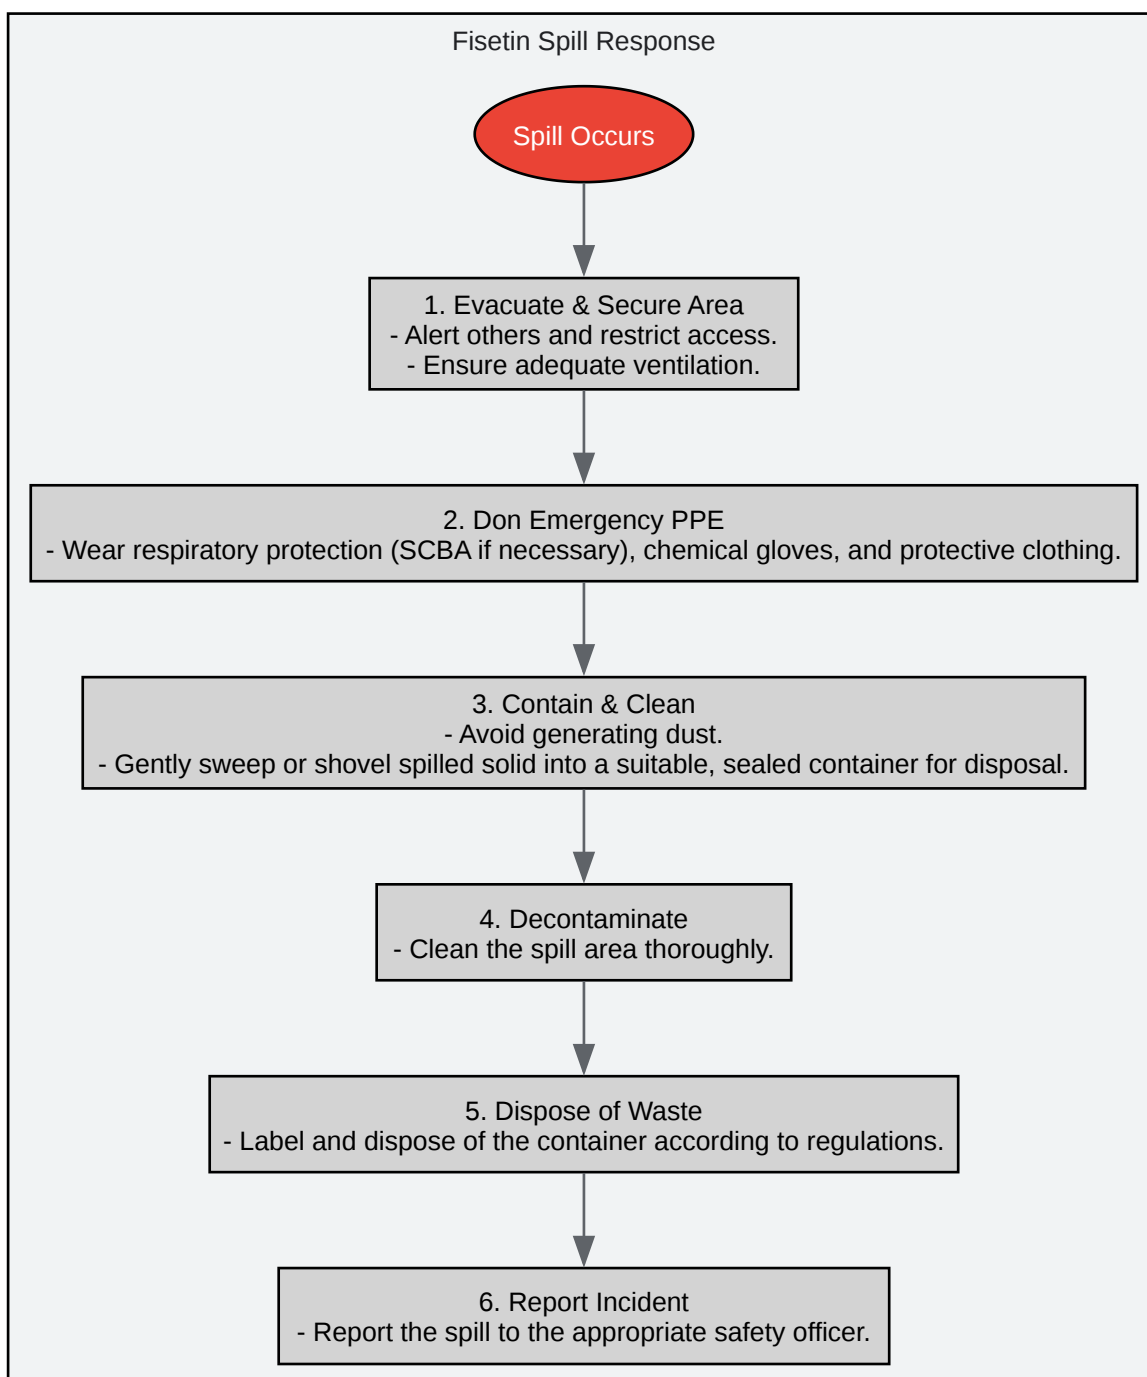 Fisetin Spill Response
Spill Occurs
1. Evacuate & Secure Area
- Alert others and restrict access.
- Ensure adequate ventilation.
2. Don Emergency PPE
- Wear respiratory protection (SCBA if necessary), chemical gloves, and protective clothing.
3. Contain & Clean
- Avoid generating dust.
- Gently sweep or shovel spilled solid into a suitable, sealed container for disposal.
4. Decontaminate
- Clean the spill area thoroughly.
5. Dispose of Waste
- Label and dispose of the container according to regulations.
6. Report Incident
- Report the spill to the appropriate safety officer.